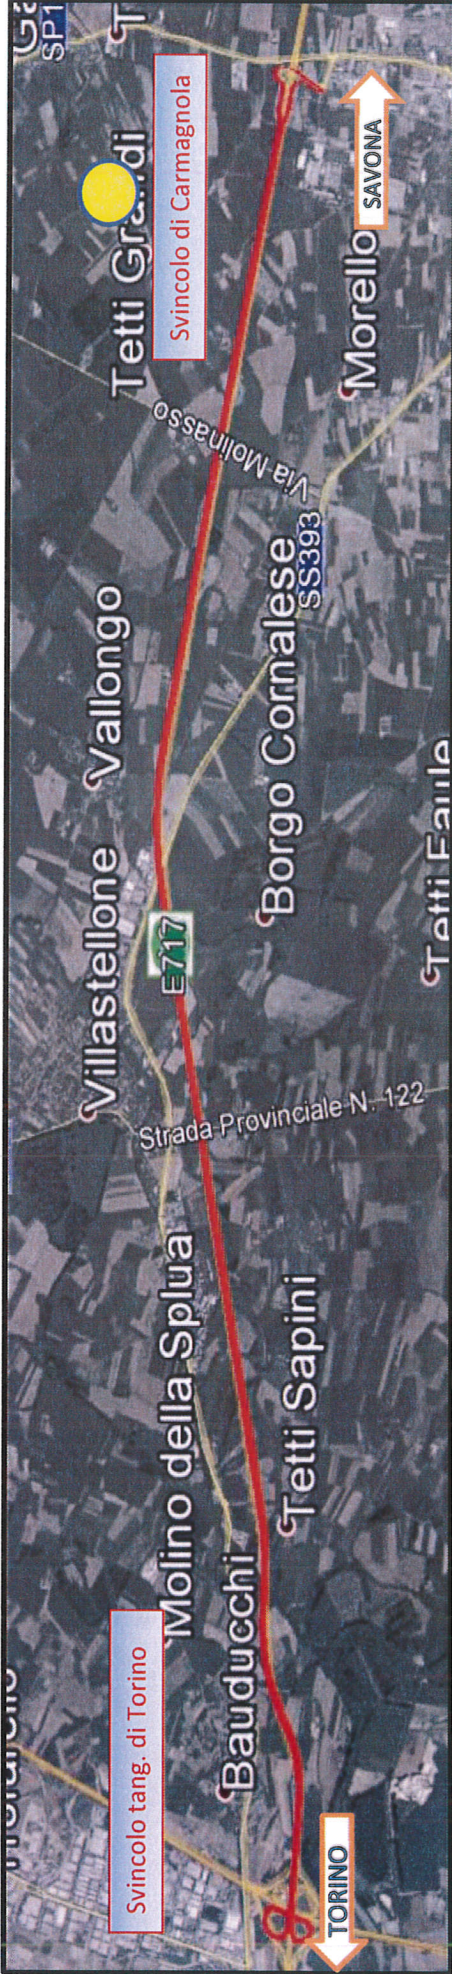 Ga
SP1
T
Tetti Grandi
Svincolo di Carmagnola
SAVONA
Morello
Via Molinasso
SS393
Vallongo
Borgo Cornalese
Villastellone
E717
Tetti Faule
Strada Provinciale N. 122
Molino della Splua
Tetti Sapini
Svincolo tang. di Torino
Bauducchi
TORINO